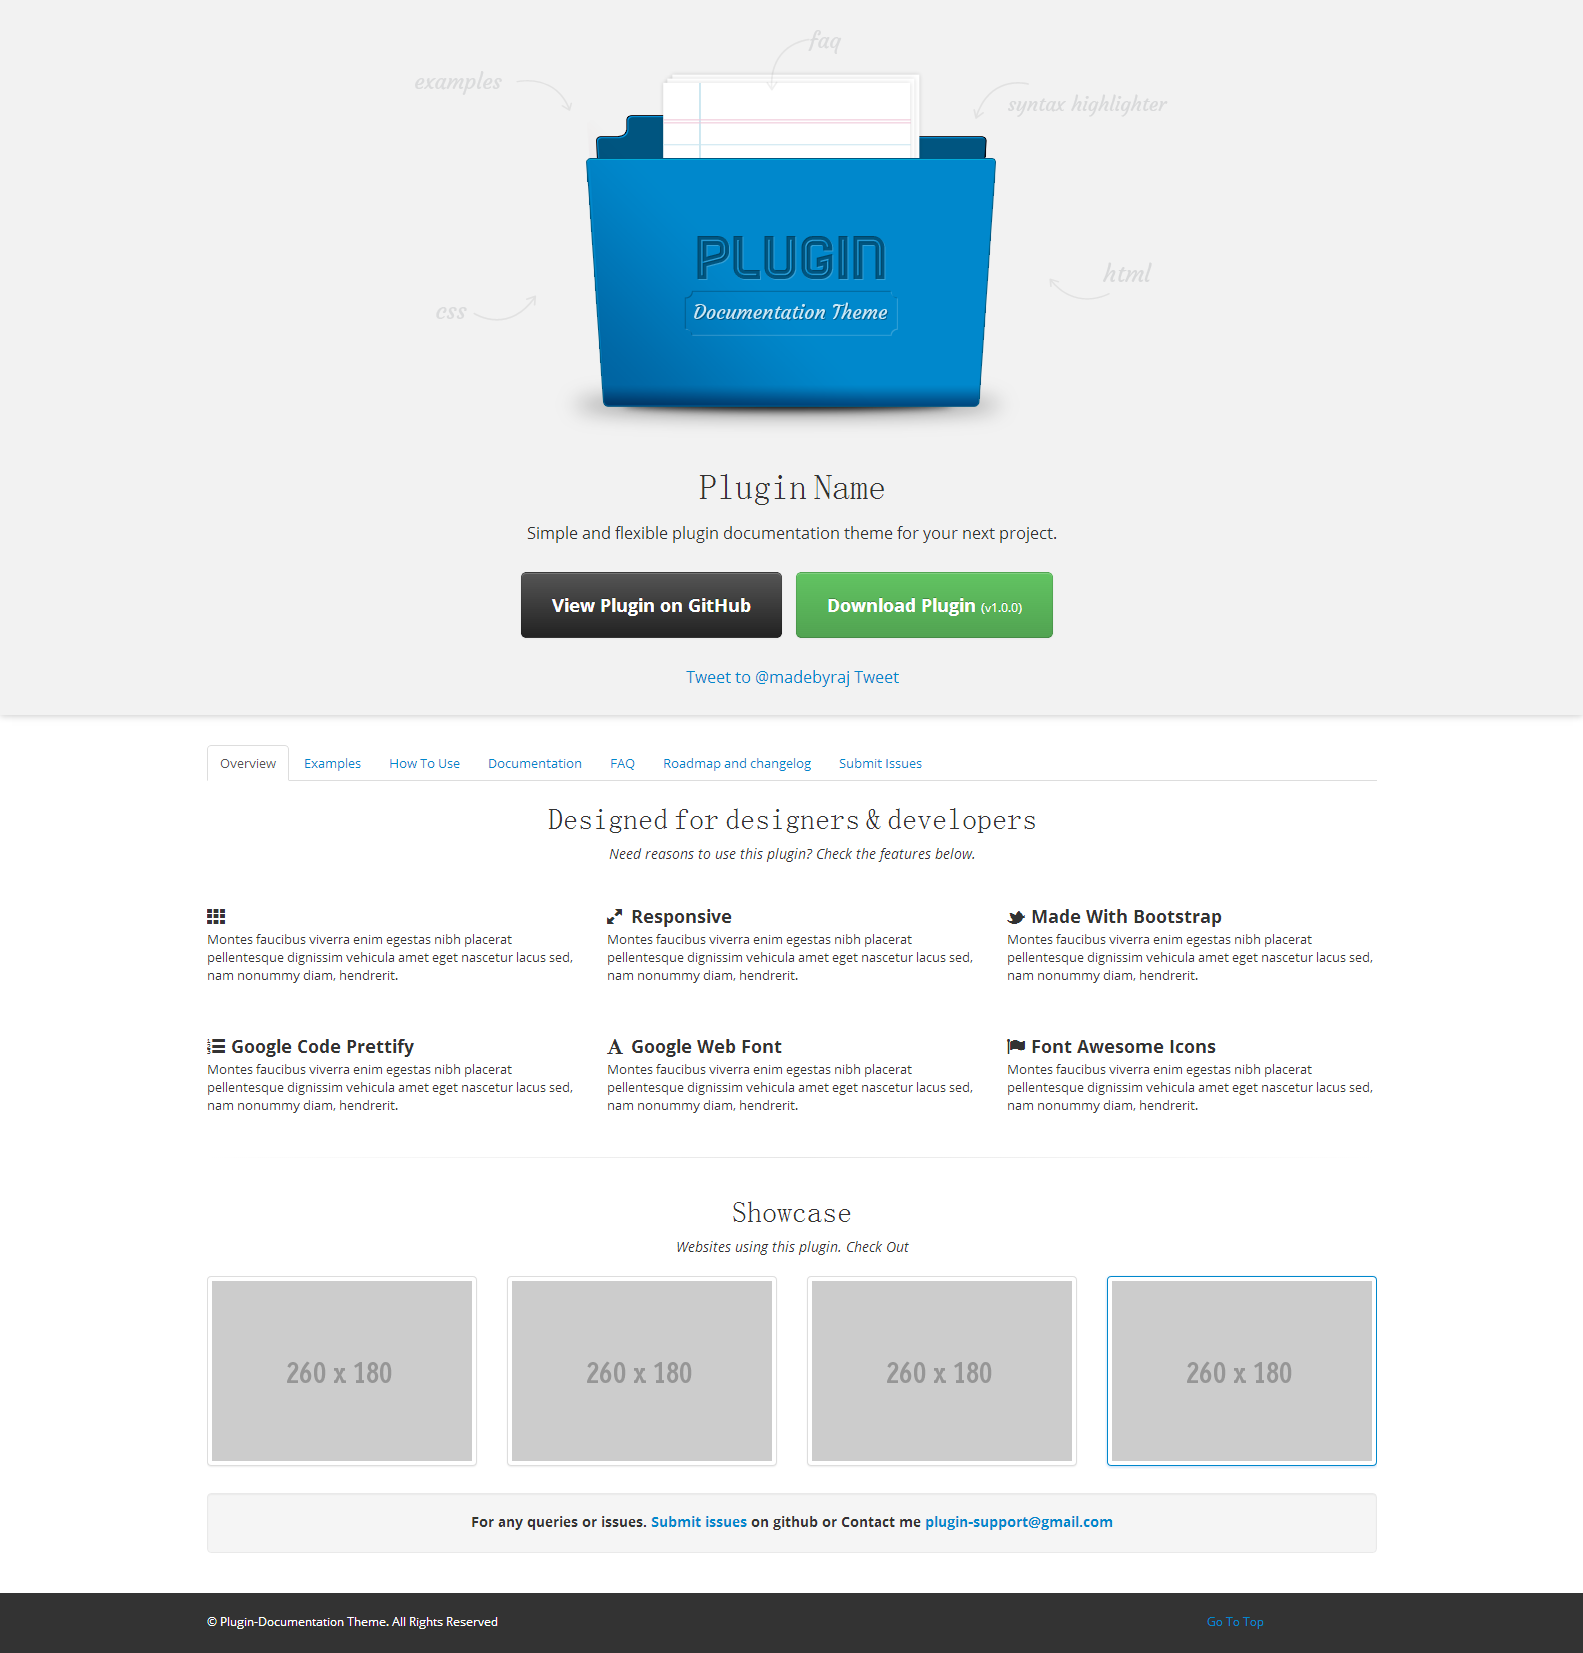 faq
examples
syntax highlighter
PLUGIN
html
css
Documentation Theme
Plugin Name
Simple and flexible plugin documentation theme for your next project.
View Plugin on GitHub
Download Plugin (v1.0.0)
Tweet to @madebyraj Tweet
Overview Examples How To Use Documentation FAQ Roadmap and changelog Submit Issues
Designed for designers & developers
Need reasons to use this plugin? Check the features below.
Montes faucibus viverra enim egestas nibh placerat
pellentesque dignissim vehicula amet eget nascetur lacus sed,
nam nonummy diam, hendrerit.
Responsive
Montes faucibus viverra enim egestas nibh placerat
pellentesque dignissim vehicula amet eget nascetur lacus sed,
nam nonummy diam, hendrerit.
Made With Bootstrap
Montes faucibus viverra enim egestas nibh placerat
pellentesque dignissim vehicula amet eget nascetur lacus sed,
nam nonummy diam, hendrerit.
Google Code Prettify
Montes faucibus viverra enim egestas nibh placerat
pellentesque dignissim vehicula amet eget nascetur lacus sed,
nam nonummy diam, hendrerit.
Google Web Font
Montes faucibus viverra enim egestas nibh placerat
pellentesque dignissim vehicula amet eget nascetur lacus sed,
nam nonummy diam, hendrerit.
Font Awesome Icons
Montes faucibus viverra enim egestas nibh placerat
pellentesque dignissim vehicula amet eget nascetur lacus sed,
nam nonummy diam, hendrerit.
Showcase
Websites using this plugin. Check Out
260 x 180
260 x 180
260 x 180
260 x 180
For any queries or issues. Submit issues on github or Contact me plugin-support@gmail.com
© Plugin-Documentation Theme. All Rights Reserved
Go To Top